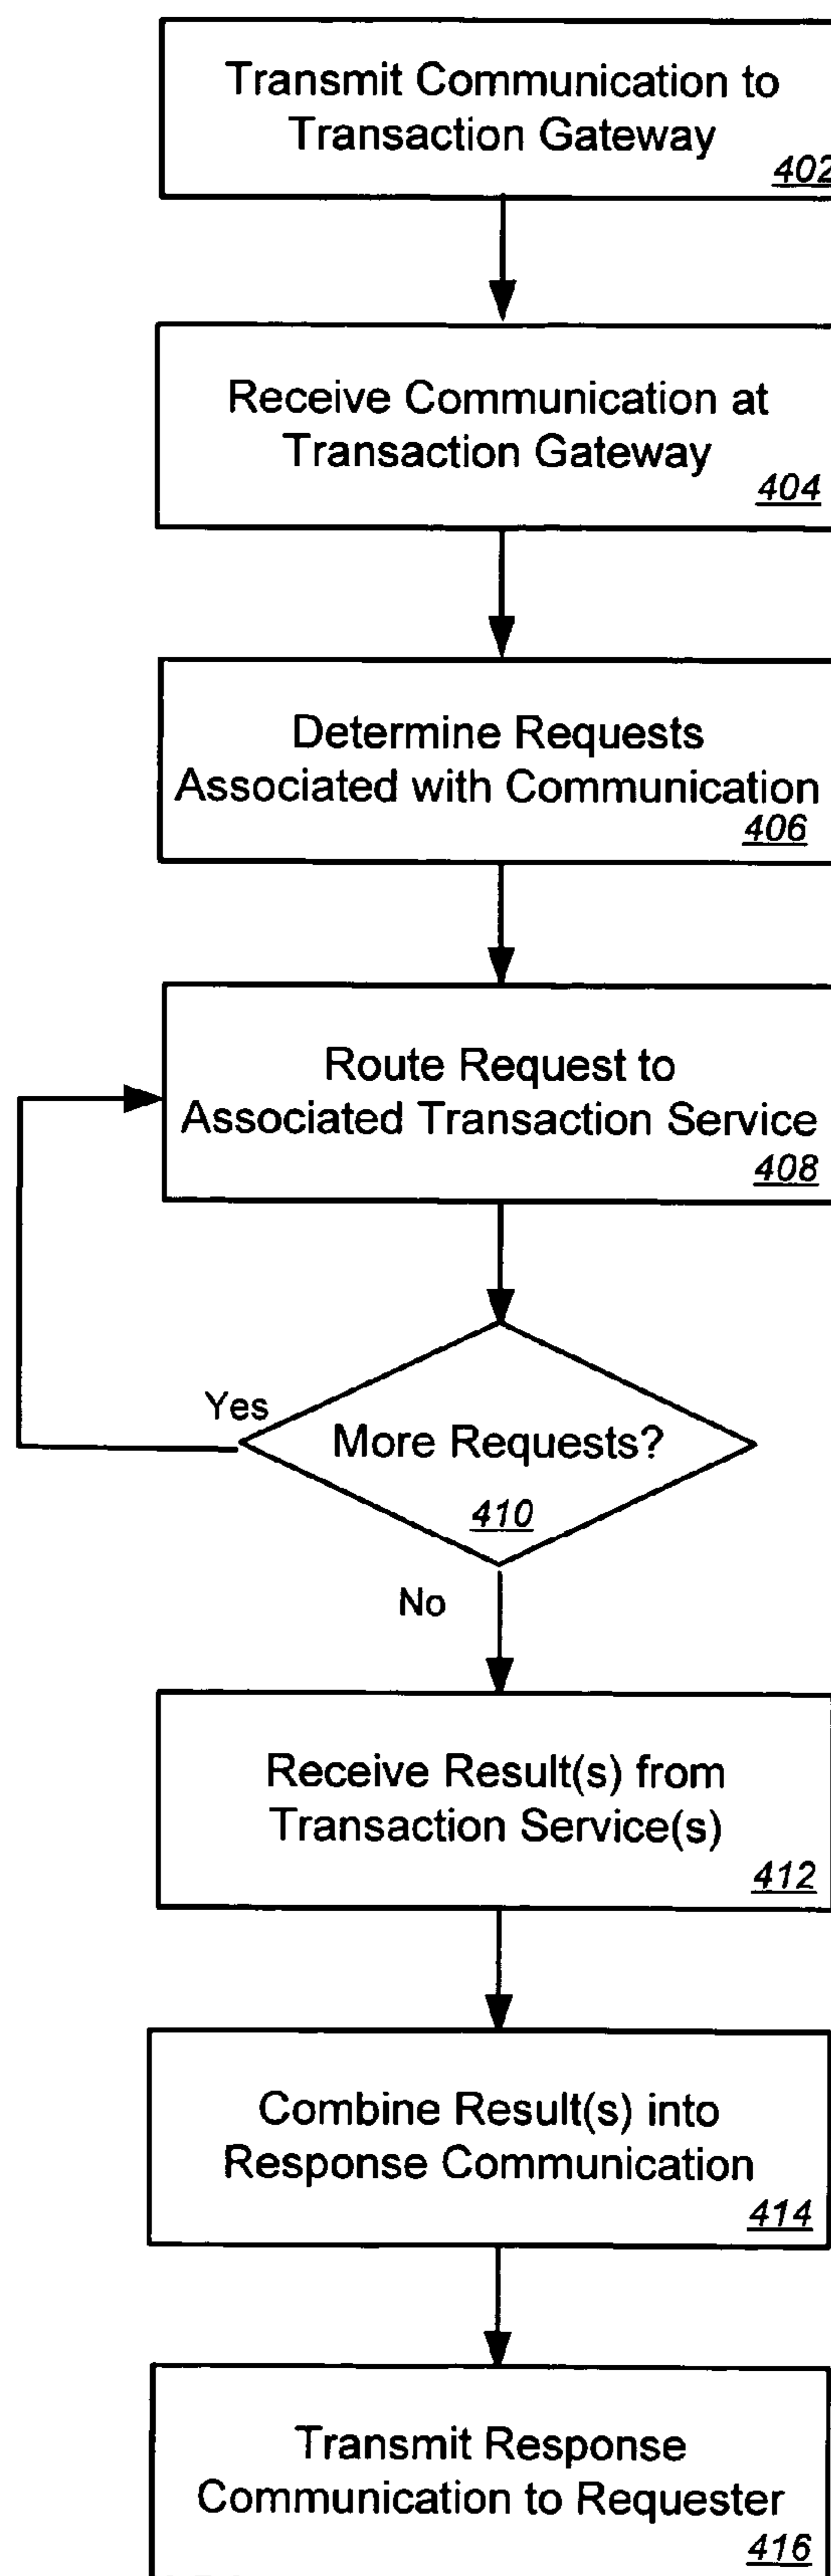 Transmit Communication to
Transaction Gateway
402
Receive Communication at
Transaction Gateway
404
Determine Requests
Associated with Communication
406
Route Request to
Associated Transaction Service
408
Yes
More Requests?
410
No
Receive Result(s) from
Transaction Service(s)
412
Combine Result(s) into
Response Communication
414
Transmit Response
Communication to Requester
416